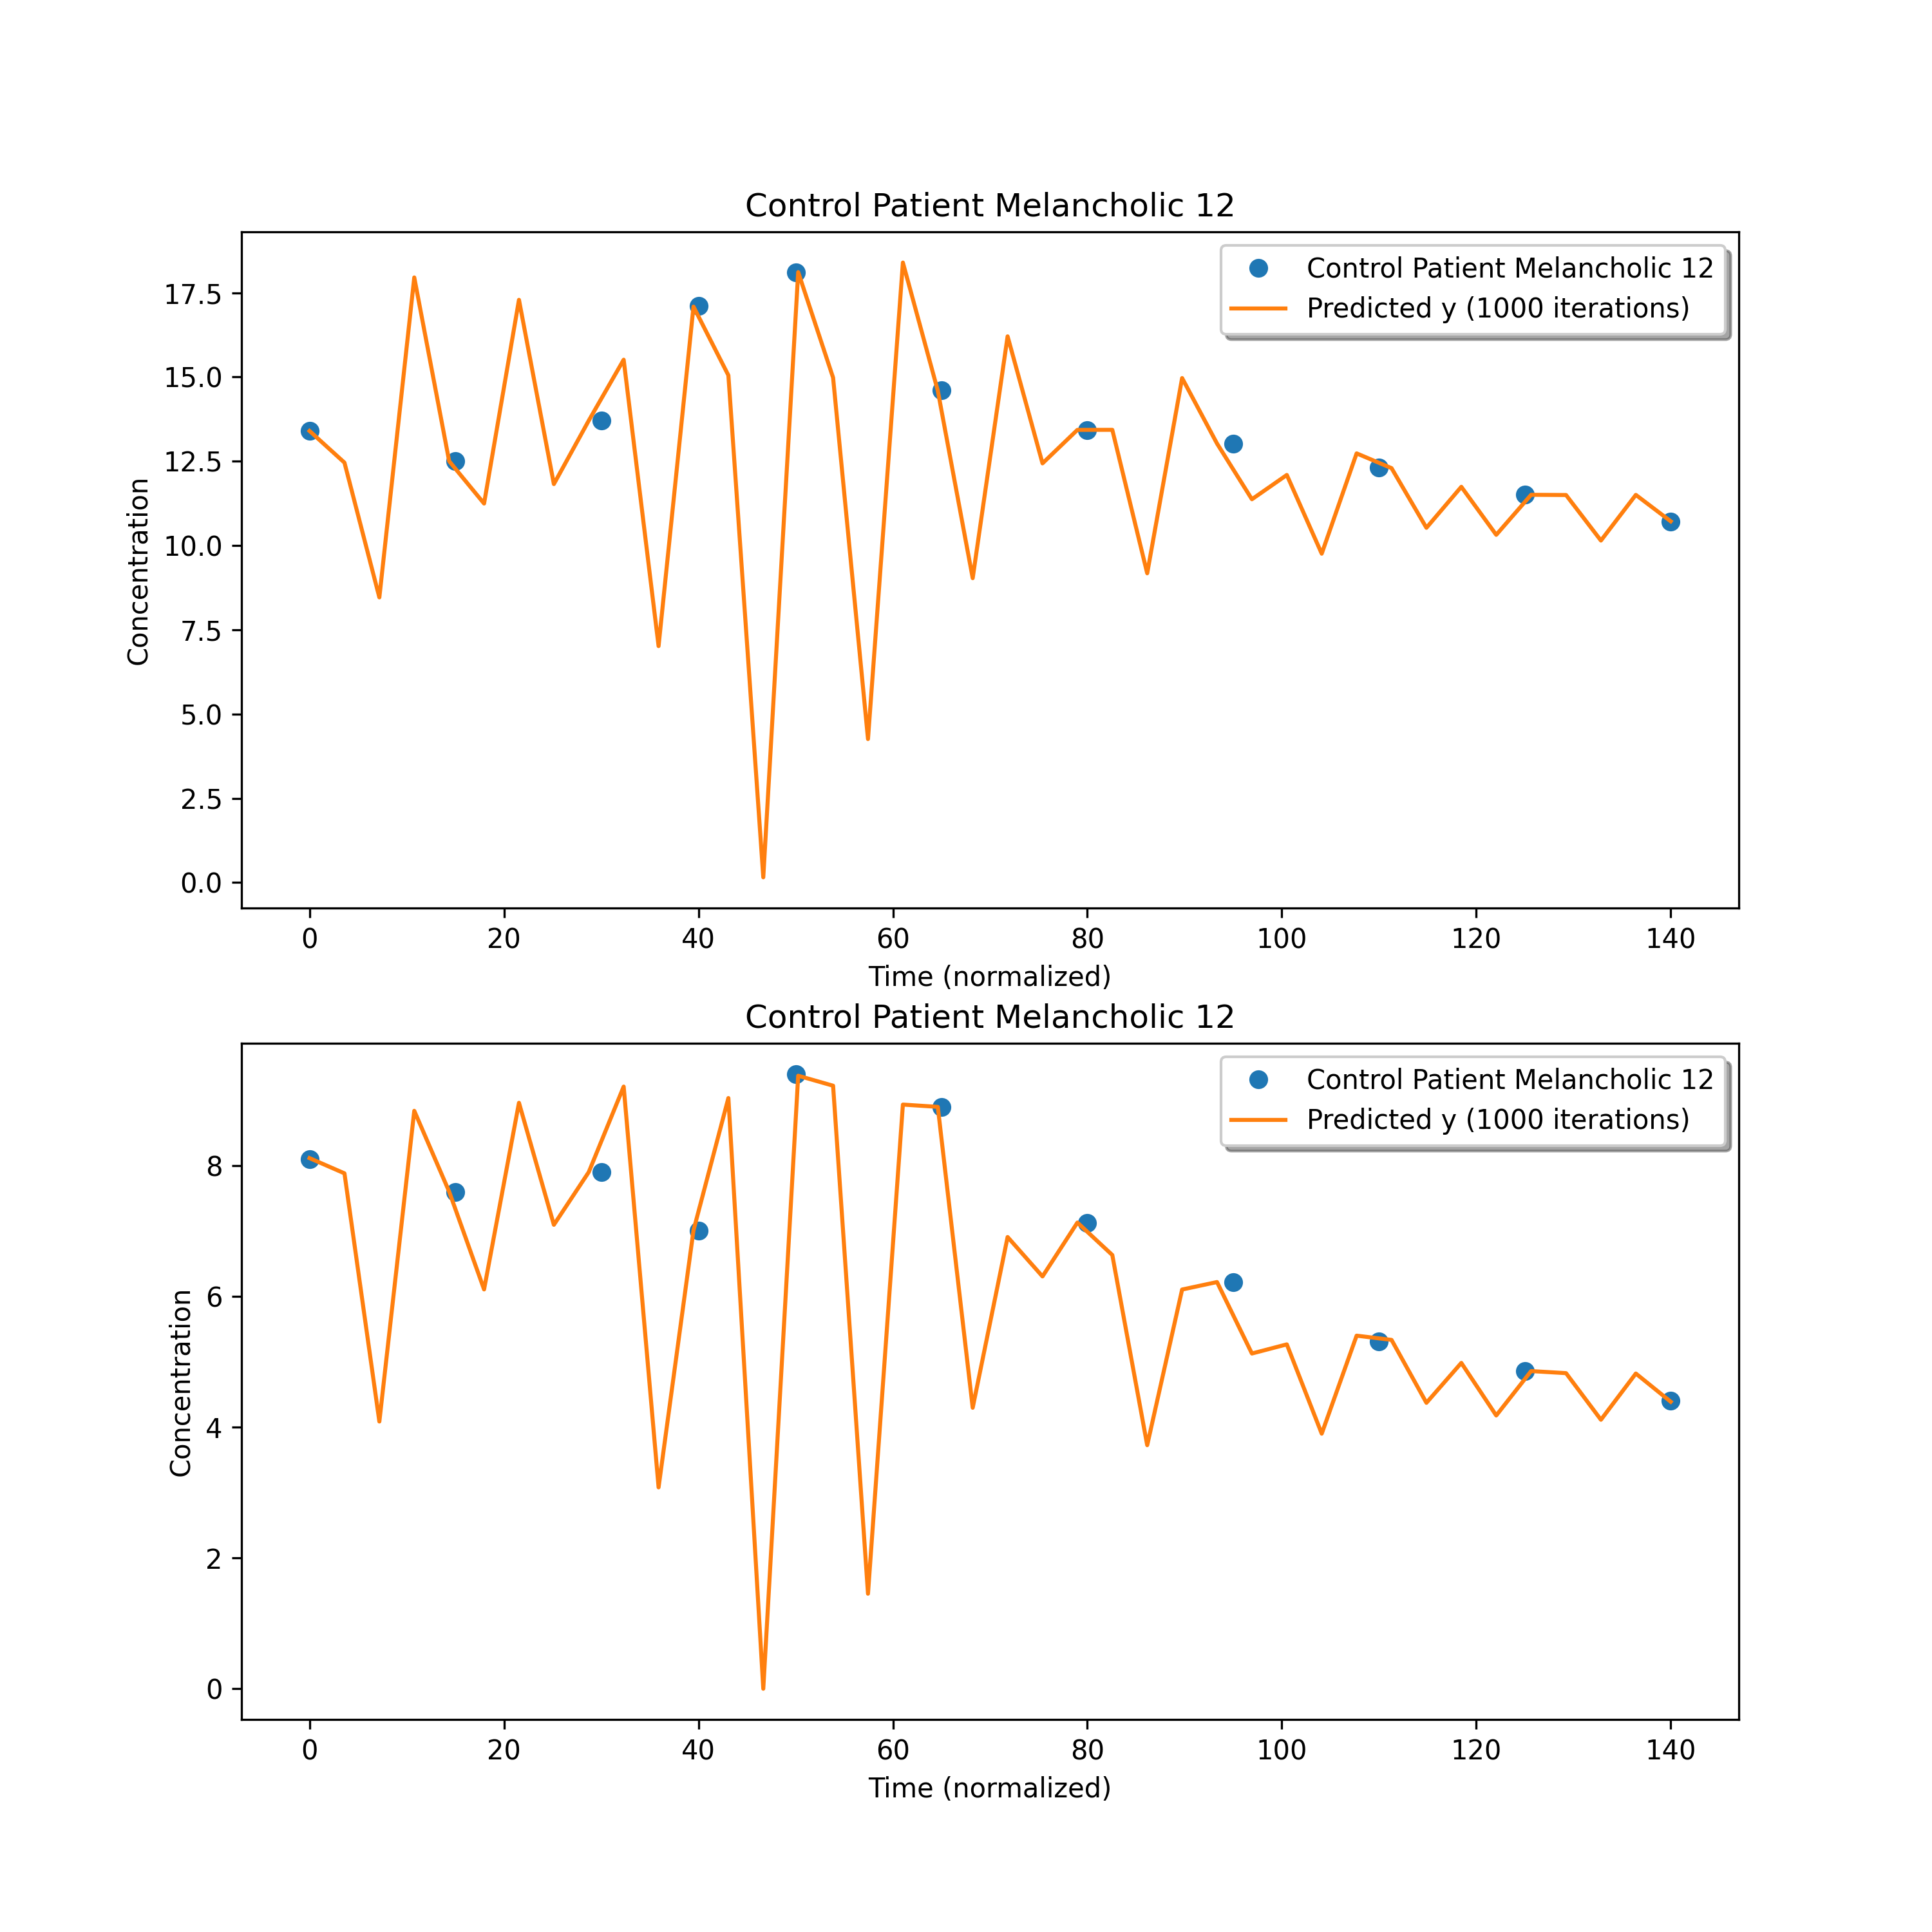 Control Patient Melancholic 12
Control Patient Melancholic 12
Predicted y (1000 iterations)
17.5
15.0
12.5
10.0
7.5
5.0
2.5
0.0
Concentration
0 20 40 60 80 100 120 140
Time (normalized)
Control Patient Melancholic 12
Control Patient Melancholic 12
Predicted y (1000 iterations)
8
6
4
2
0
Concentration
0 20 40 60 80 100 120 140
Time (normalized)